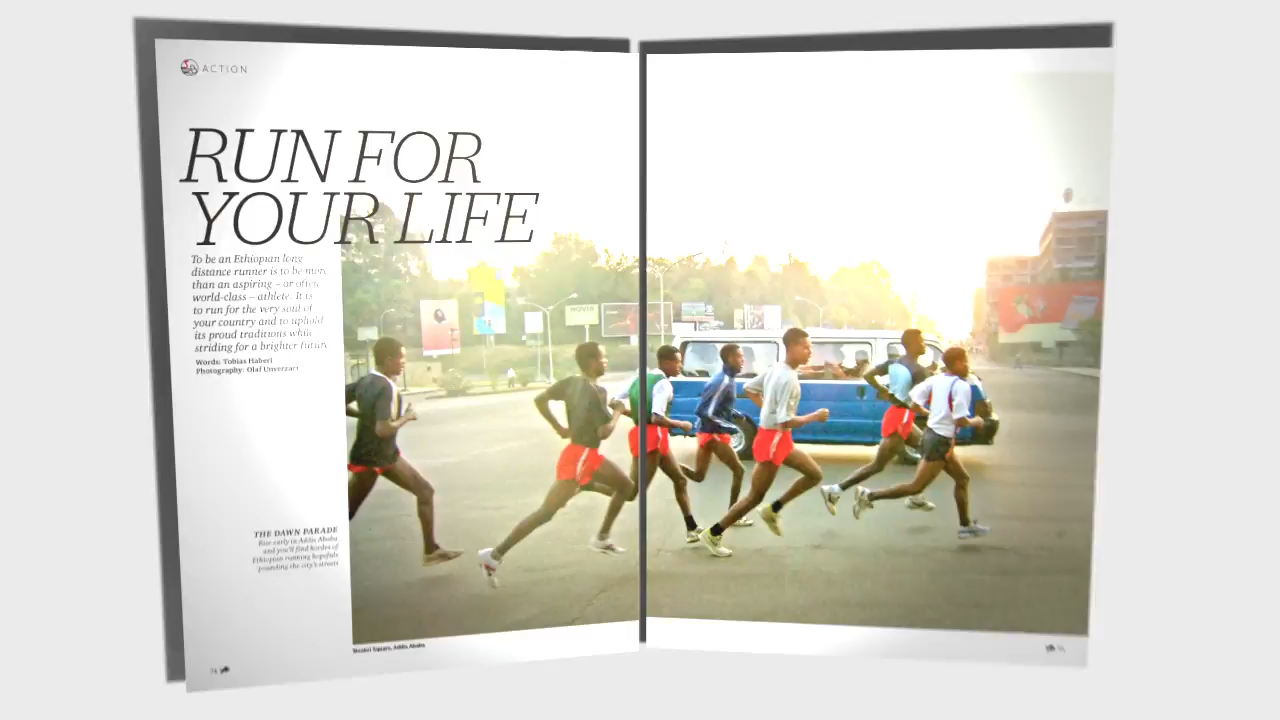 ACTION
RUN FOR
YOUR LIFE
To be an Ethiopian long
distance runner is to be more
than an aspiring – or often
world-class – athlete. It is
to run for the very soul of
your country and to uphold
its proud traditions while
striding for a brighter future
Words: Tobias Haberl
Photography: Olaf Unverzart
THE DAWN PARADE
Rise early in Addis Ababa
and you'll find hordes of
Ethiopian running hopefuls
pounding the city's streets
Square, Addis Ababa
74